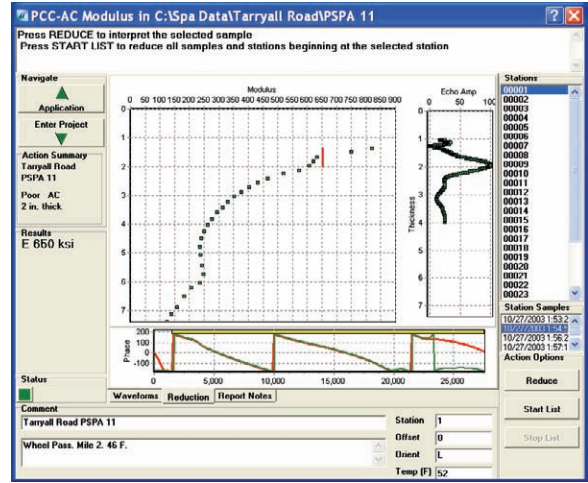 PCC-AC Modulus in C:\Spa Data\Tarryall Road\PSPA 11
Press REDUCE to interpret the selected sample
Press START LIST to reduce all samples and stations beginning at the selected station
Navigate
Application
Enter Project
Action Summary
Tarryall Road
PSPA 11
Poor AC
2 in. thick
Results
E 650 ksi
Status
Modulus
0 50 100 150 200 250 300 350 400 450 500 550 600 650 700 750 800 850 900
0
1
2
3
4
5
6
7
Echo Amp
0 50 100
Thickness
0
1
2
3
4
5
6
7
Phase
200
100
0
-100
0 5,000 10,000 15,000 20,000 25,000
Waveforms Reduction Report Notes
Stations
00001
00002
00003
00004
00005
00006
00007
00008
00009
00010
00011
00012
00013
00014
00015
00016
00017
00018
00019
00020
00021
00022
00023
Station Samples
10/27/2003 1:53:2
10/27/2003 1:54:5
10/27/2003 1:56:2
10/27/2003 1:57:1
Action Options
Reduce
Start List
Stop List
Comment
Tarryall Road PSPA 11
Wheel Pass. Mile 2. 46 F.
Station 1
Offset 0
Orient L
Temp (F) 52